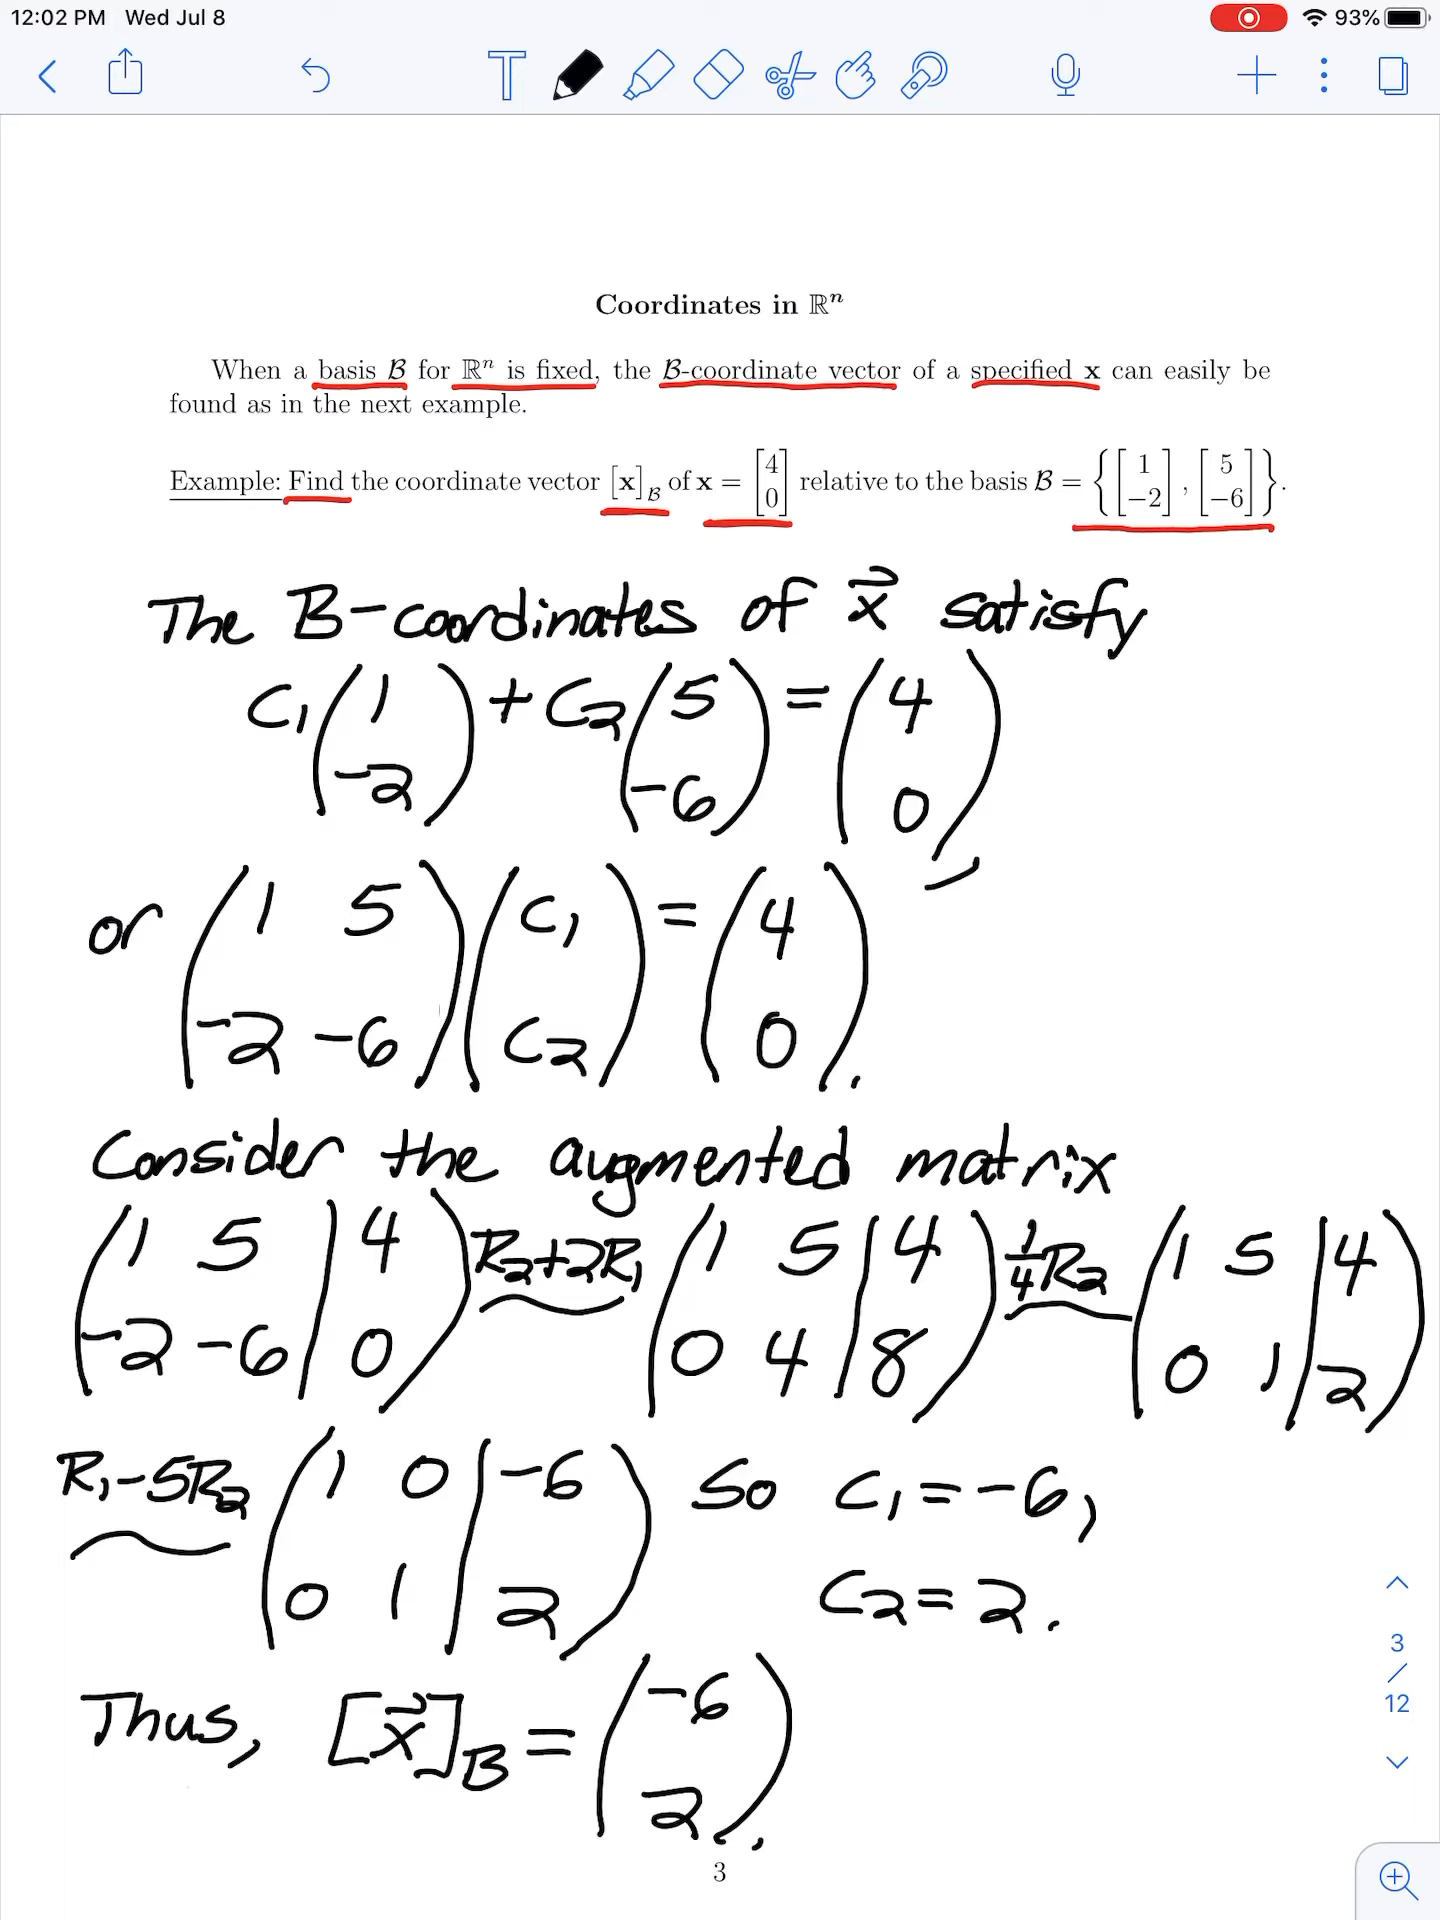 12:02 PM Wed Jul 8 93%
T
Coordinates in ℝⁿ
When a basis ℬ for ℝⁿ is fixed, the ℬ-coordinate vector of a specified x can easily be
found as in the next example.
Example: Find the coordinate vector [x]_ℬ of x = [4 0] relative to the basis ℬ = {[1 −2], [5 −6]}.
The B-coordinates of x⃗ satisfy
c₁(1 -2) + c₂(5 -6) = (4 0),
or (1 5 -2 -6)(c₁ c₂) = (4 0).
Consider the augmented matrix
(1 5 | 4 -2 -6 | 0) R₂+2R₁ (1 5 | 4 0 4 | 8) 1/4 R₂ (1 5 | 4 0 1 | 2)
R₁-5R₂ (1 0 | -6 0 1 | 2) So c₁ = -6,
c₂ = 2.
Thus, [x⃗]_B = (-6 2).
3
/
12
3